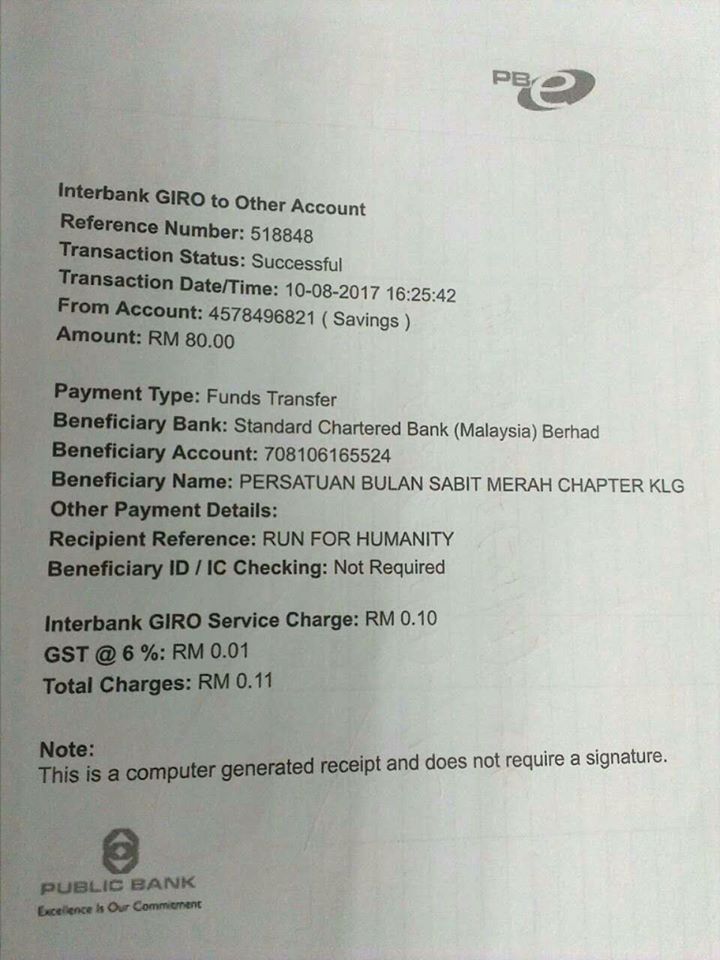 PB e
Interbank GIRO to Other Account
Reference Number: 518848
Transaction Status: Successful
Transaction Date/Time: 10-08-2017 16:25:42
From Account: 4578496821 ( Savings )
Amount: RM 80.00
Payment Type: Funds Transfer
Beneficiary Bank: Standard Chartered Bank (Malaysia) Berhad
Beneficiary Account: 708106165524
Beneficiary Name: PERSATUAN BULAN SABIT MERAH CHAPTER KLG
Other Payment Details:
Recipient Reference: RUN FOR HUMANITY
Beneficiary ID / IC Checking: Not Required
Interbank GIRO Service Charge: RM 0.10
GST @ 6 %: RM 0.01
Total Charges: RM 0.11
Note:
This is a computer generated receipt and does not require a signature.
PUBLIC BANK
Excellence Is Our Commitment